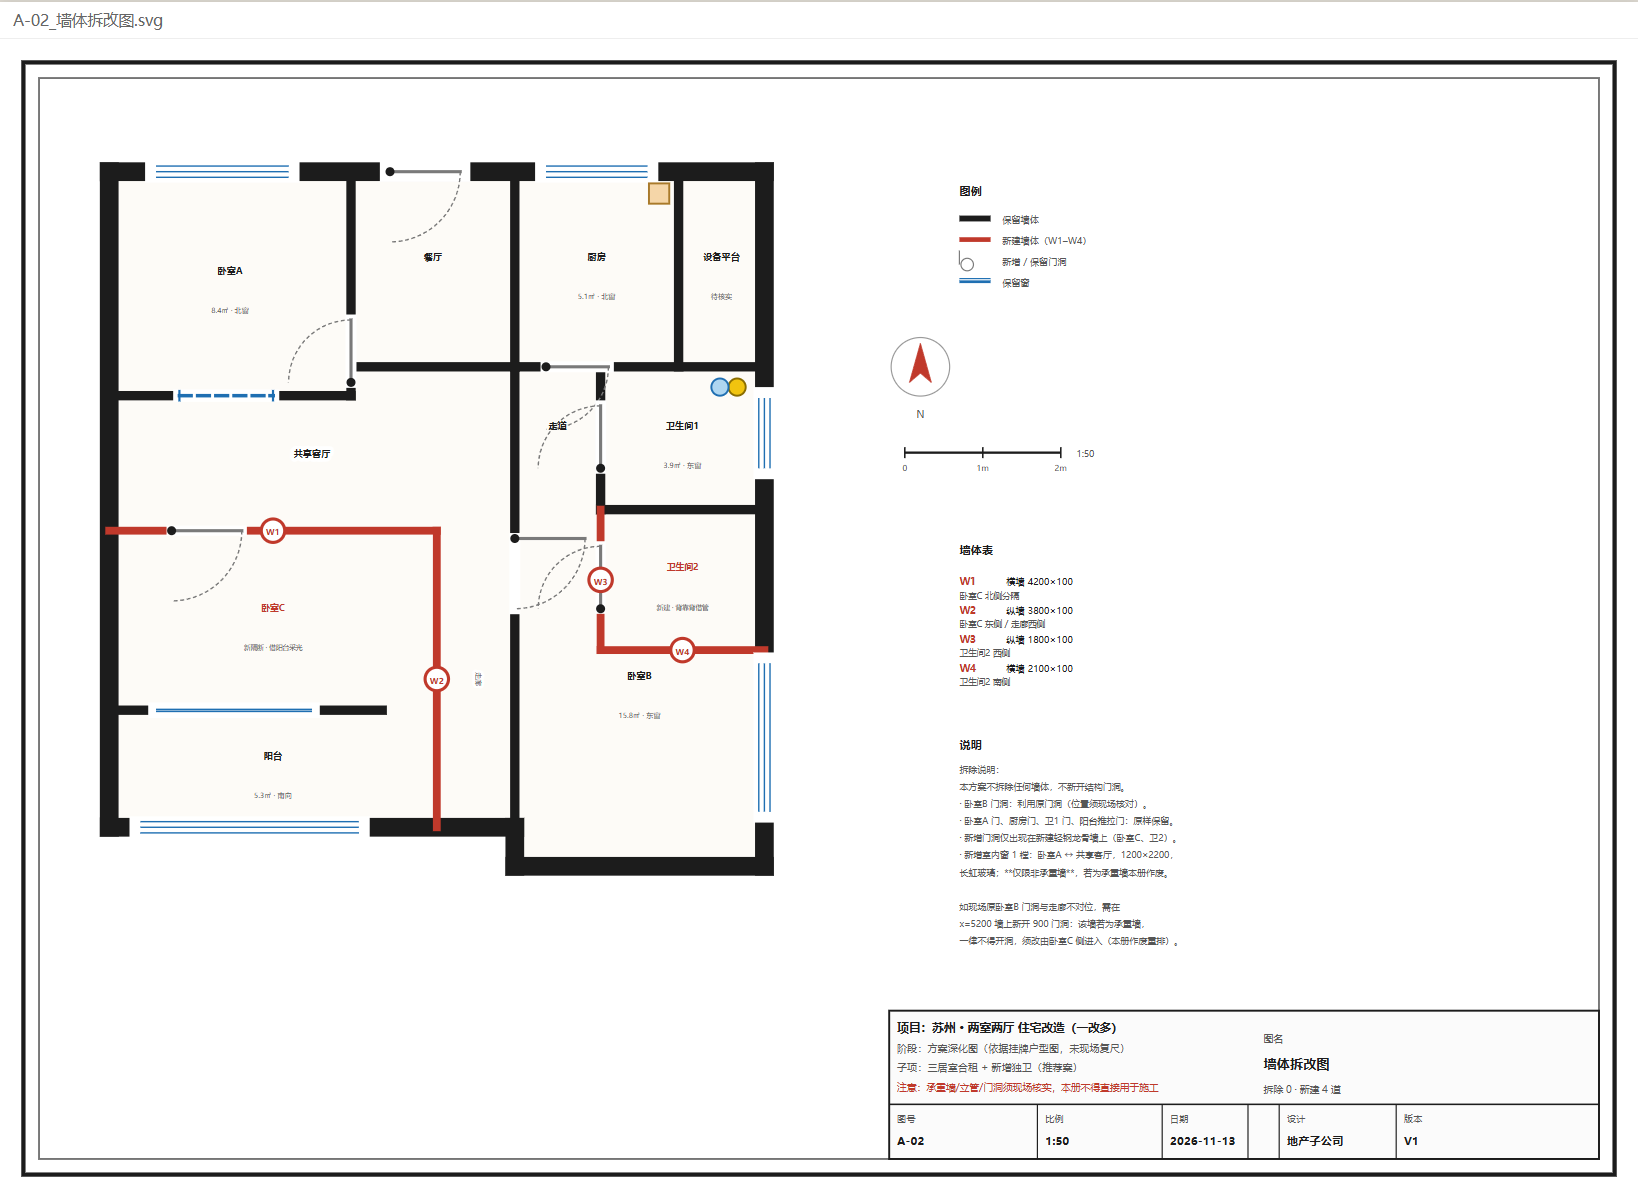 A-02_墙体拆改图.svg
卧室A
8.4㎡ · 北窗
餐厅
厨房
5.1㎡ · 北窗
设备平台
待核实
共享客厅
走道
卫生间1
3.9㎡ · 东窗
W1
卧室C
新隔断 · 借阳台采光
W2
走廊
W3
卫生间2
新建 · 湿靠湿借管
W4
卧室B
15.8㎡ · 东窗
阳台
5.3㎡ · 南向
图例
保留墙体
新建墙体（W1–W4）
新增 / 保留门洞
保留窗
N
0
1m
2m
1:50
墙体表
W1 横墙 4200×100
卧室C 北侧分隔
W2 纵墙 3800×100
卧室C 东侧 / 走廊西侧
W3 纵墙 1800×100
卫生间2 西侧
W4 横墙 2100×100
卫生间2 南侧
说明
拆除说明：
本方案不拆除任何墙体，不新开结构门洞。
· 卧室B 门洞：利用原门洞（位置须现场核对）。
· 卧室A 门、厨房门、卫1 门、阳台推拉门：原样保留。
· 新增门洞仅出现在新建轻钢龙骨墙上（卧室C、卫2）。
· 新增室内窗 1 樘：卧室A ↔ 共享客厅，1200×2200，
长虹玻璃；**仅限非承重墙**，若为承重墙本册作废。
如现场原卧室B 门洞与走廊不对位，需在
x=5200 墙上新开 900 门洞：该墙若为承重墙，
一律不得开洞，须改由卧室C 侧进入（本册作废重排）。
项目：苏州 · 两室两厅 住宅改造（一改多）
阶段：方案深化图（依据挂牌户型图，未现场复尺）
子项：三居室合租 + 新增独卫（推荐案）
注意：承重墙/立管/门洞须现场核实，本册不得直接用于施工
图名
墙体拆改图
拆除 0 · 新建 4 道
图号
A-02
比例
1:50
日期
2026-11-13
设计
地产子公司
版本
V1